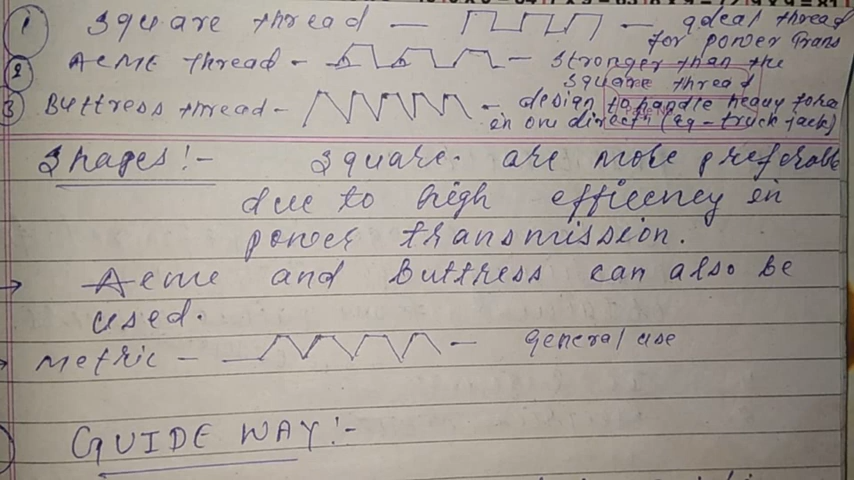 1 Square thread — — ideal thread
for power trans
2 ACME thread - - stronger than the
square thread
3 Buttress thread - - design to handle heavy
in one direct (eg - truck jack)
Shapes :- Square are more preferable
due to high efficency in
power transmission.
→ Acme and Buttress can also be
used.
Metric - - general use
GUIDE WAY :-